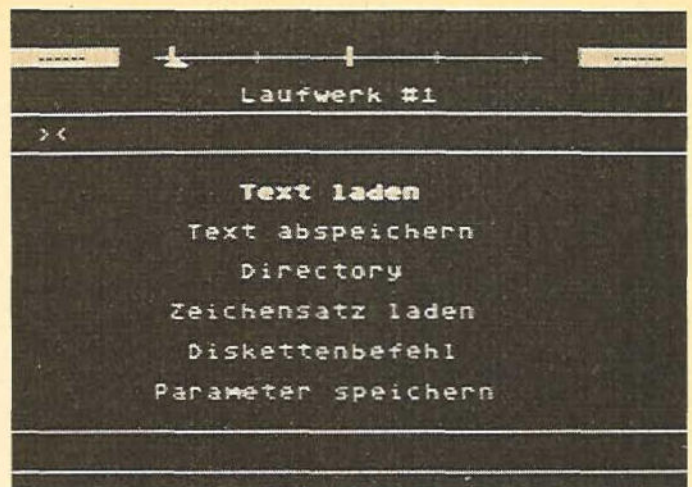 ------ ------
Laufwerk #1
><
Text laden
Text abspeichern
Directory
Zeichensatz laden
Diskettenbefehl
Parameter speichern